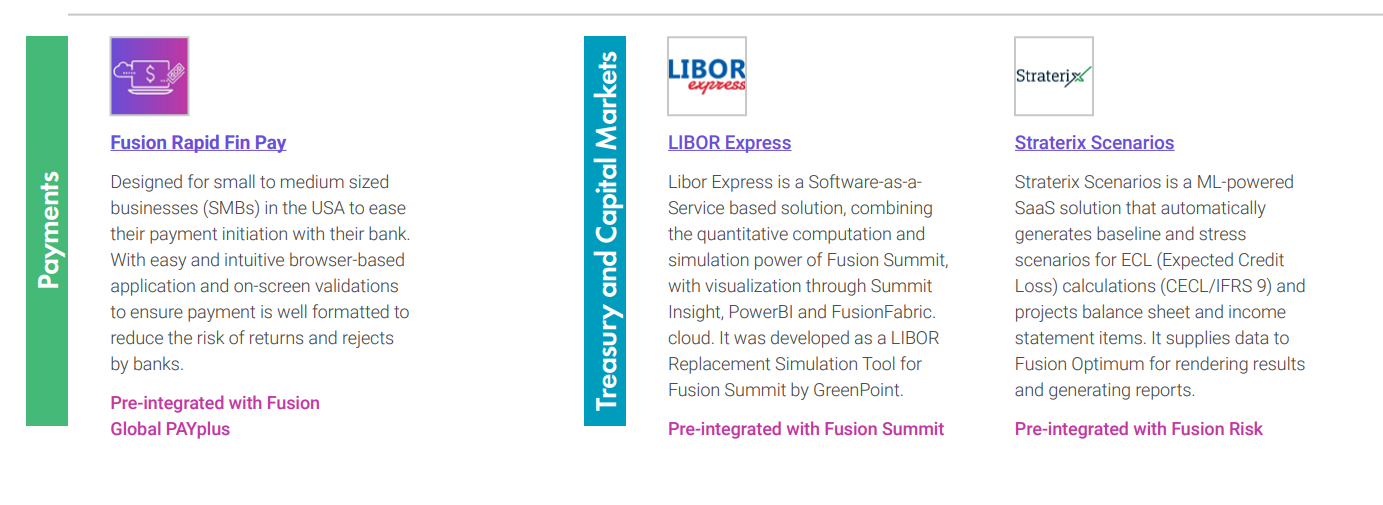 Payments
Fusion Rapid Fin Pay
Designed for small to medium sized
businesses (SMBs) in the USA to ease
their payment initiation with their bank.
With easy and intuitive browser-based
application and on-screen validations
to ensure payment is well formatted to
reduce the risk of returns and rejects
by banks.
Pre-integrated with Fusion
Global PAYplus
Treasury and Capital Markets
LIBOR
express
LIBOR Express
Libor Express is a Software-as-a-
Service based solution, combining
the quantitative computation and
simulation power of Fusion Summit,
with visualization through Summit
Insight, PowerBI and FusionFabric.
cloud. It was developed as a LIBOR
Replacement Simulation Tool for
Fusion Summit by GreenPoint.
Pre-integrated with Fusion Summit
Straterix
Straterix Scenarios
Straterix Scenarios is a ML-powered
SaaS solution that automatically
generates baseline and stress
scenarios for ECL (Expected Credit
Loss) calculations (CECL/IFRS 9) and
projects balance sheet and income
statement items. It supplies data to
Fusion Optimum for rendering results
and generating reports.
Pre-integrated with Fusion Risk